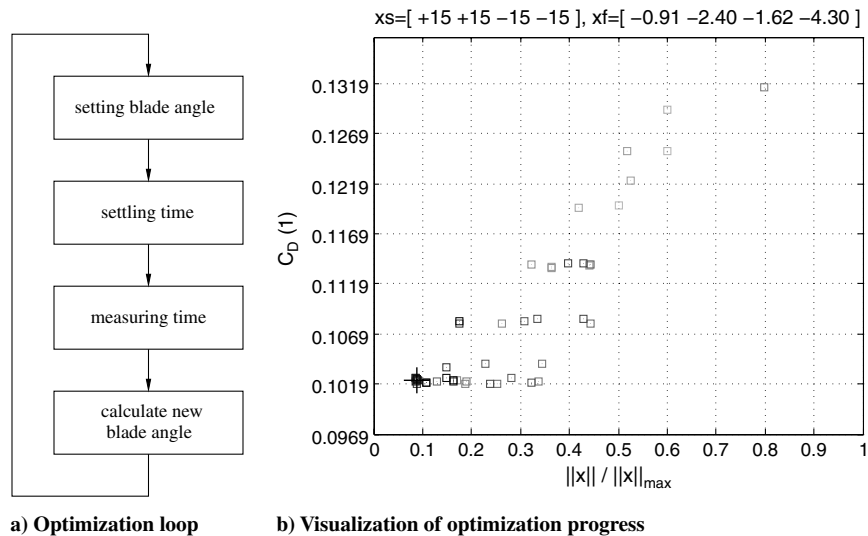 setting blade angle
settling time
measuring time
calculate new
blade angle
a) Optimization loop
xs=[ +15 +15 −15 −15 ], xf=[ −0.91 −2.40 −1.62 −4.30 ]
C_D (1)
0.1319
0.1269
0.1219
0.1169
0.1119
0.1069
0.1019
0.0969
0 0.1 0.2 0.3 0.4 0.5 0.6 0.7 0.8 0.9 1
||x|| / ||x||_max
b) Visualization of optimization progress